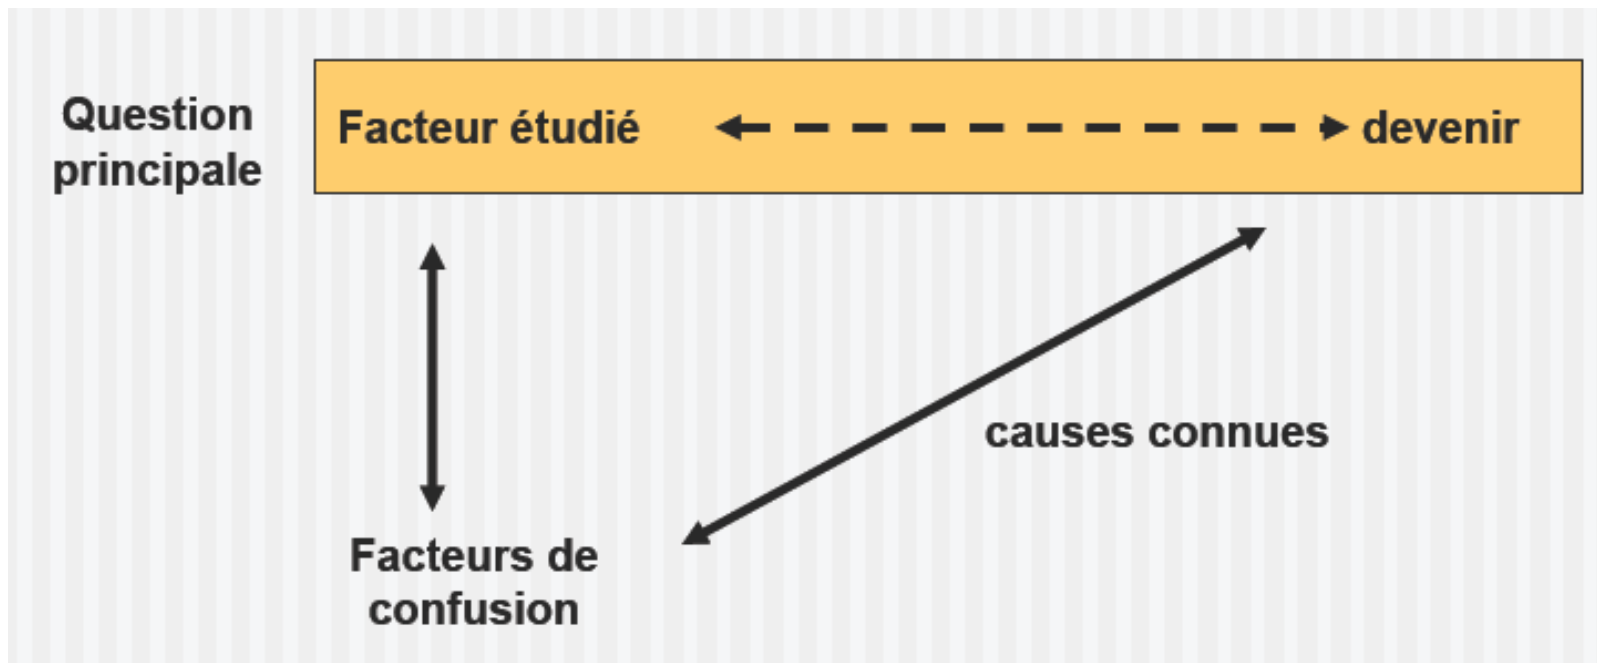 Question
principale
Facteur étudié
devenir
causes connues
Facteurs de
confusion